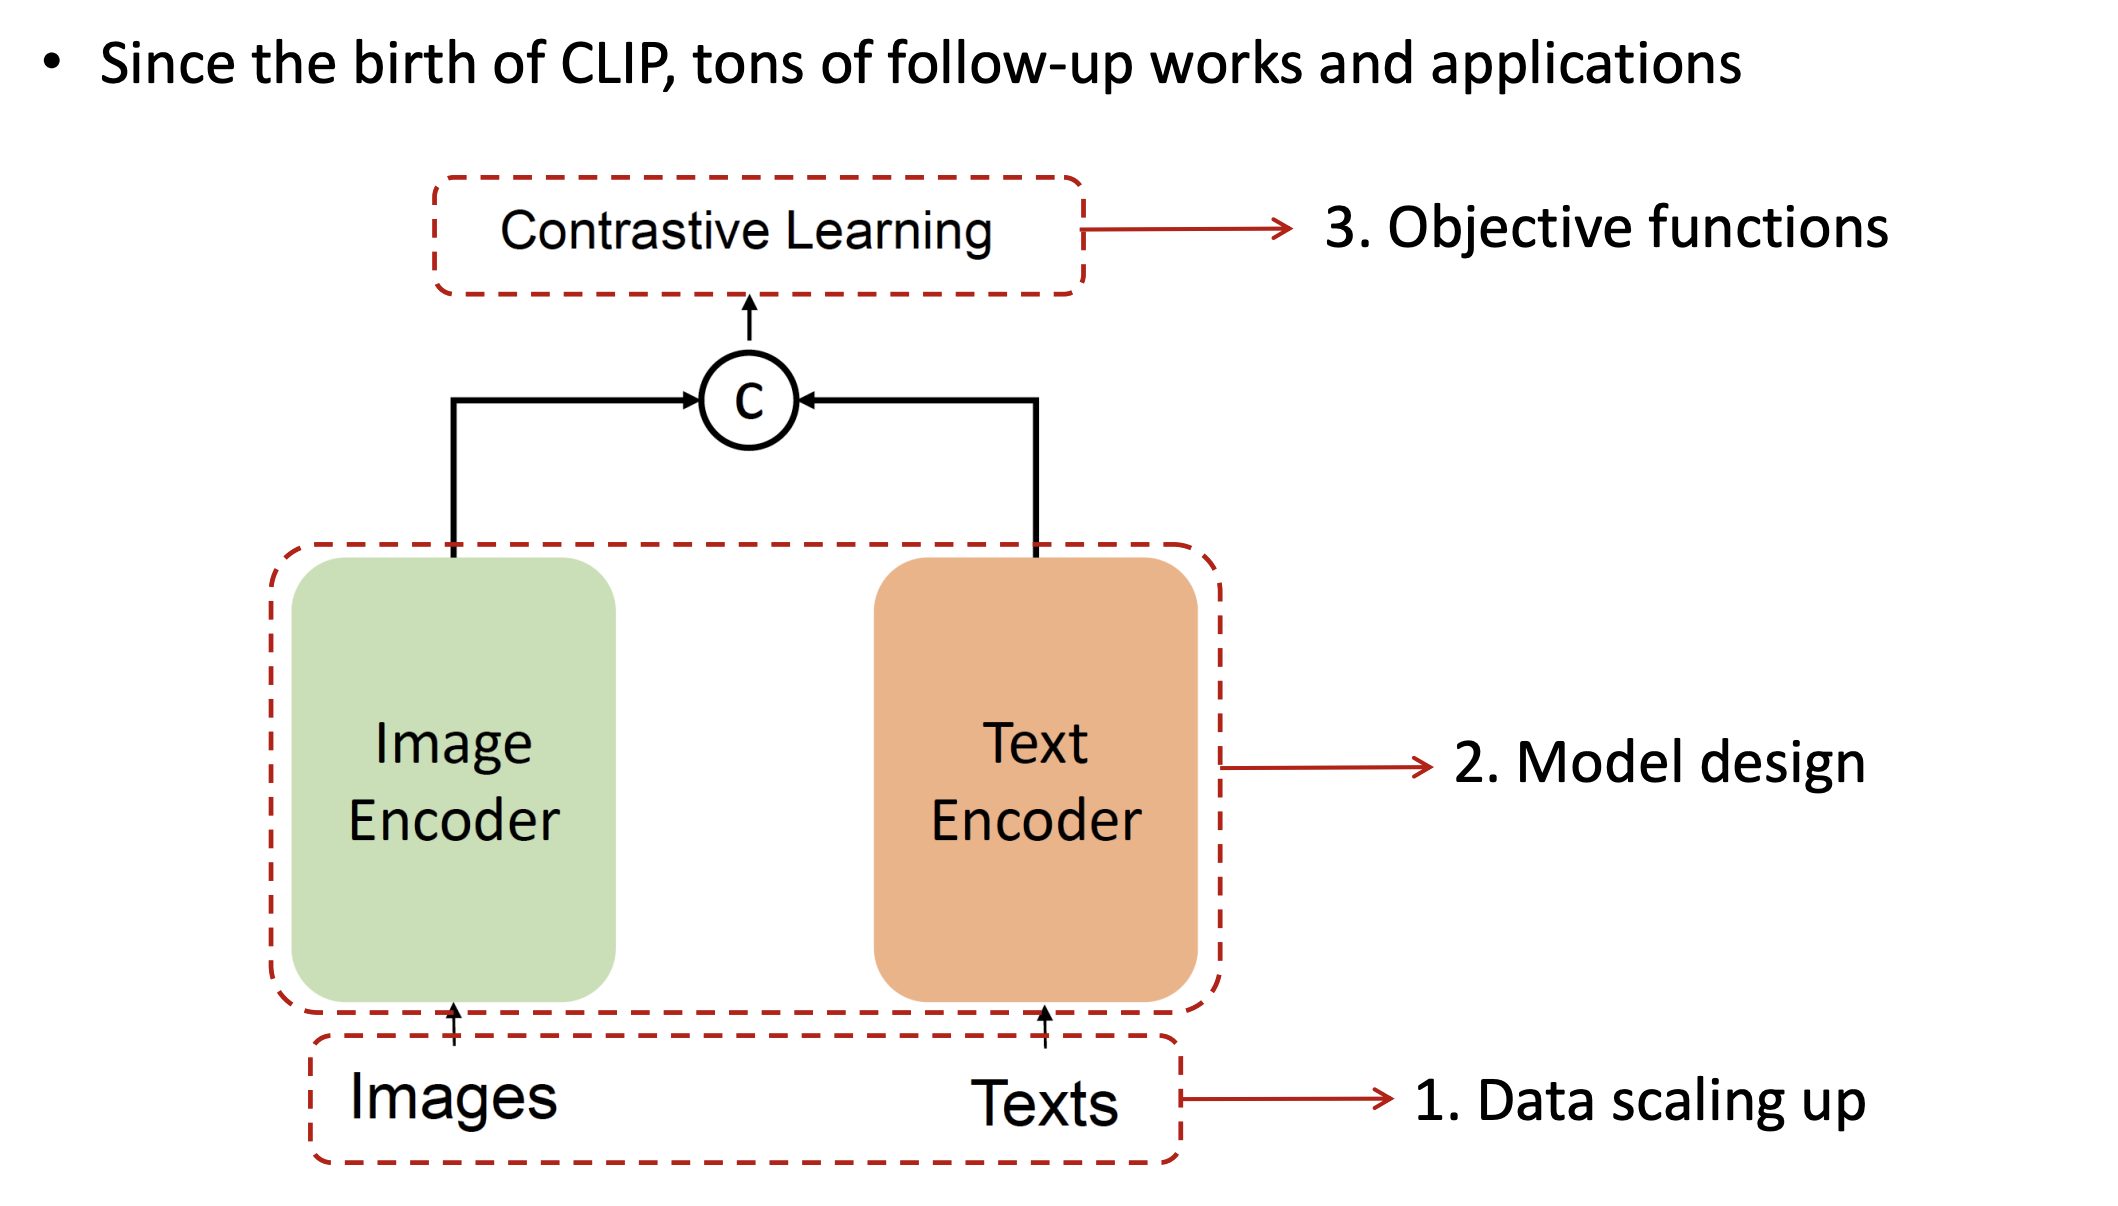 • Since the birth of CLIP, tons of follow-up works and applications
Contrastive Learning
3. Objective functions
C
Image
Encoder
Text
Encoder
2. Model design
Images
Texts
1. Data scaling up